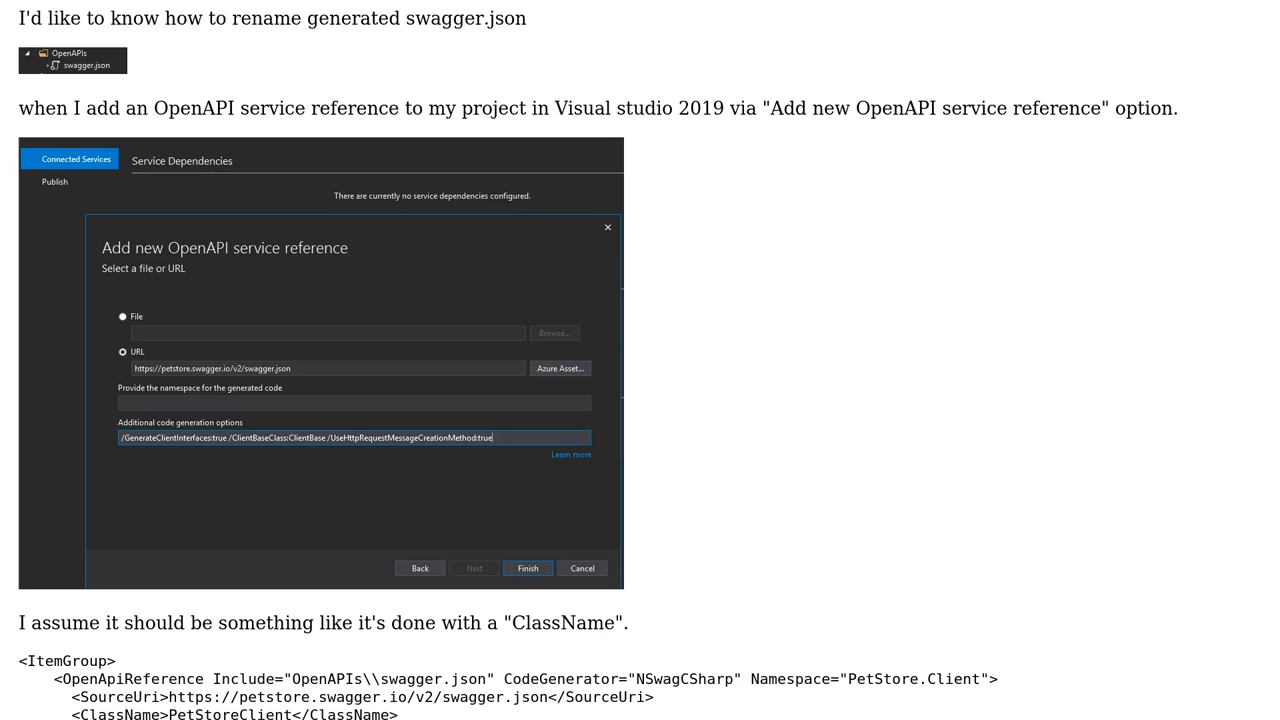 I'd like to know how to rename generated swagger.json
OpenAPIs
swagger.json
when I add an OpenAPI service reference to my project in Visual studio 2019 via "Add new OpenAPI service reference" option.
Connected Services
Service Dependencies
Publish
There are currently no service dependencies configured.
Add new OpenAPI service reference
Select a file or URL
File
Browse...
URL
https://petstore.swagger.io/v2/swagger.json
Azure Asset...
Provide the namespace for the generated code
Additional code generation options
/GenerateClientInterfaces:true /ClientBaseClass:ClientBase /UseHttpRequestMessageCreationMethod:true
Learn more
Back Next Finish Cancel
I assume it should be something like it's done with a "ClassName".
<ItemGroup>
    <OpenApiReference Include="OpenAPIs\\swagger.json" CodeGenerator="NSwagCSharp" Namespace="PetStore.Client">
      <SourceUri>https://petstore.swagger.io/v2/swagger.json</SourceUri>
      <ClassName>PetStoreClient</ClassName>